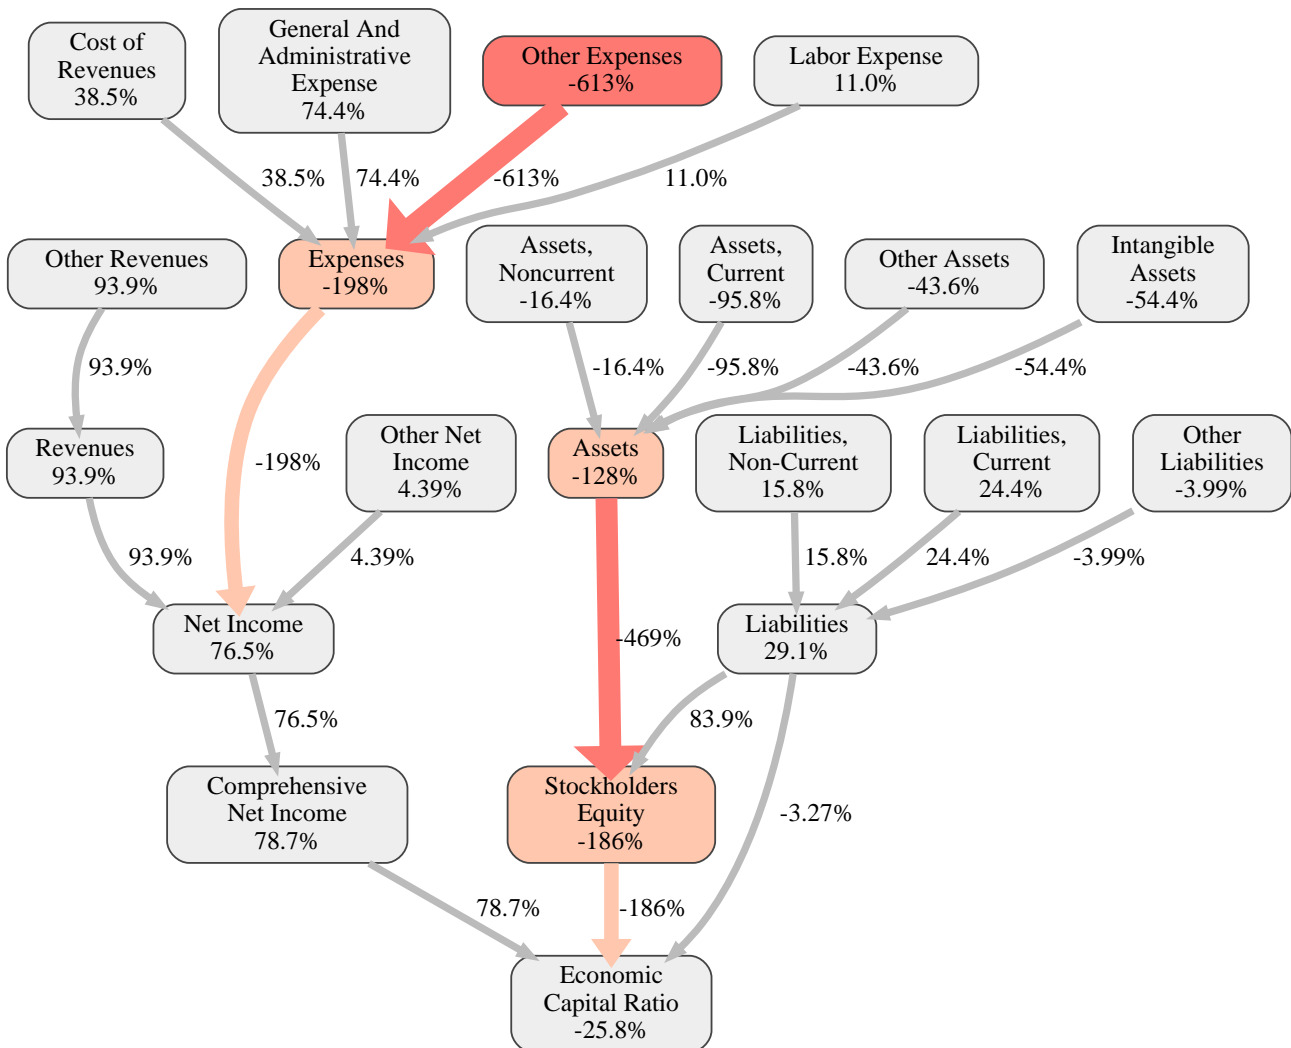 Cost of
Revenues
38.5%
General And
Administrative
Expense
74.4%
Other Expenses
-613%
Labor Expense
11.0%
38.5%
74.4%
-613%
11.0%
Other Revenues
93.9%
Expenses
-198%
Assets,
Noncurrent
-16.4%
Assets,
Current
-95.8%
Other Assets
-43.6%
Intangible
Assets
-54.4%
93.9%
-16.4%
-95.8%
-43.6%
-54.4%
Revenues
93.9%
-198%
Other Net
Income
4.39%
Assets
-128%
Liabilities,
Non-Current
15.8%
Liabilities,
Current
24.4%
Other
Liabilities
-3.99%
93.9%
4.39%
15.8%
24.4%
-3.99%
Net Income
76.5%
-469%
Liabilities
29.1%
76.5%
83.9%
Comprehensive
Net Income
78.7%
Stockholders
Equity
-186%
-3.27%
78.7%
-186%
Economic
Capital Ratio
-25.8%